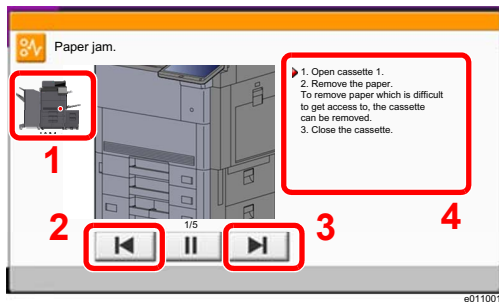 Paper jam.
1. Open cassette 1.
2. Remove the paper.
To remove paper which is difficult
to get access to, the cassette
can be removed.
3. Close the cassette.
1
2
1/5
3
4
e011001